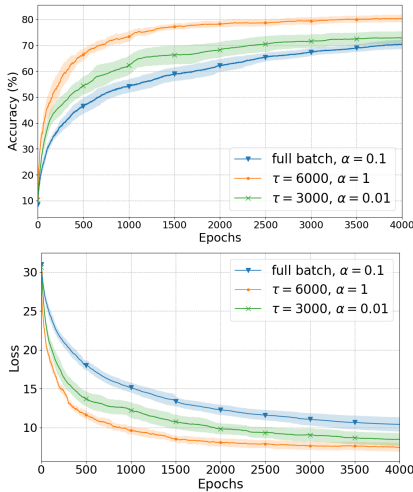 80
70
60
50
40
30
20
10
Accuracy (%)
full batch, α = 0.1
τ = 6000, α = 1
τ = 3000, α = 0.01
0 500 1000 1500 2000 2500 3000 3500 4000
Epochs
30
25
20
15
10
Loss
full batch, α = 0.1
τ = 6000, α = 1
τ = 3000, α = 0.01
0 500 1000 1500 2000 2500 3000 3500 4000
Epochs